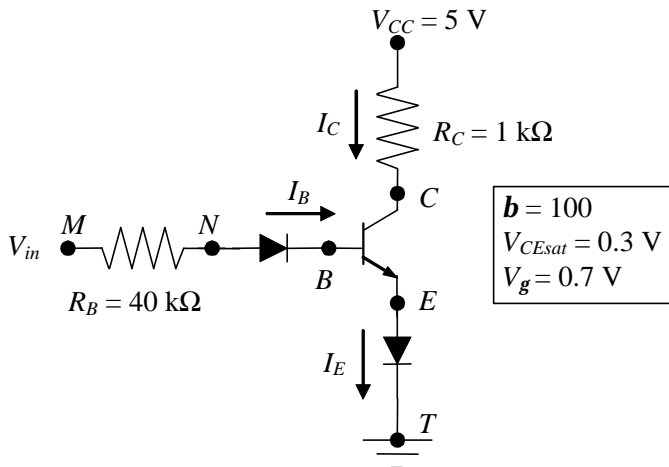 V_CC = 5 V
I_C
R_C = 1 kΩ
C
I_B
M
N
V_in
B
R_B = 40 kΩ
b = 100
V_CEsat = 0.3 V
V_g = 0.7 V
E
I_E
T